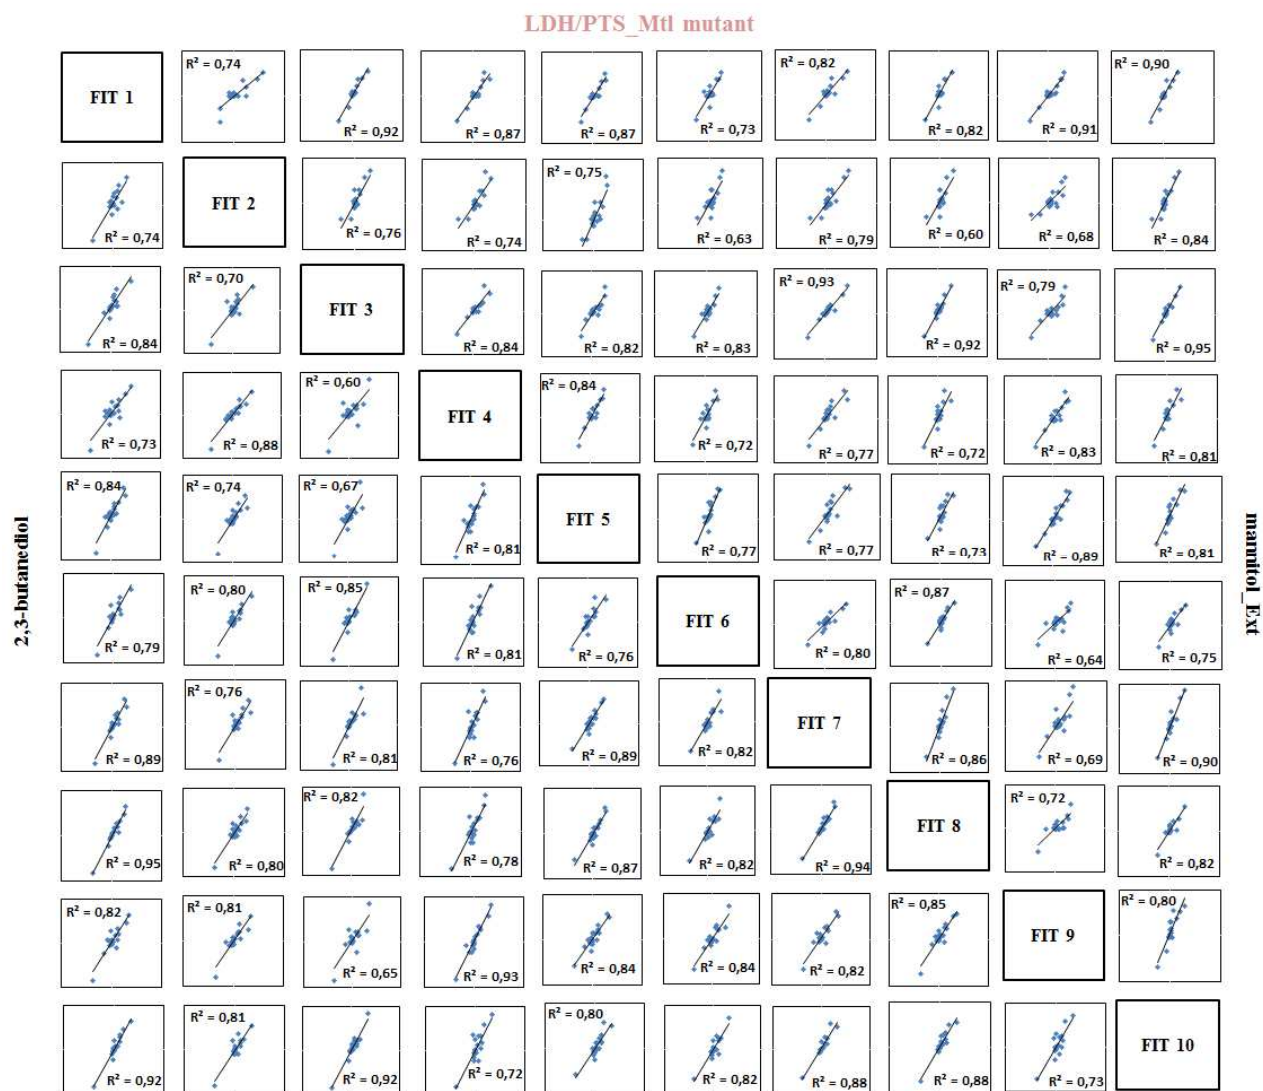 LDH/PTS_Mtl mutant
FIT 1
R² = 0,74
R² = 0,92
R² = 0,87
R² = 0,87
R² = 0,73
R² = 0,82
R² = 0,82
R² = 0,91
R² = 0,90
R² = 0,74
FIT 2
R² = 0,76
R² = 0,74
R² = 0,75
R² = 0,63
R² = 0,79
R² = 0,60
R² = 0,68
R² = 0,84
R² = 0,84
R² = 0,70
FIT 3
R² = 0,84
R² = 0,82
R² = 0,83
R² = 0,93
R² = 0,92
R² = 0,79
R² = 0,95
R² = 0,73
R² = 0,88
R² = 0,60
FIT 4
R² = 0,84
R² = 0,72
R² = 0,77
R² = 0,72
R² = 0,83
R² = 0,81
R² = 0,84
R² = 0,74
R² = 0,67
R² = 0,81
FIT 5
R² = 0,77
R² = 0,77
R² = 0,73
R² = 0,89
R² = 0,81
2,3-butanediol
mannitol_Ext
R² = 0,79
R² = 0,80
R² = 0,85
R² = 0,81
R² = 0,76
FIT 6
R² = 0,80
R² = 0,87
R² = 0,64
R² = 0,75
R² = 0,89
R² = 0,76
R² = 0,81
R² = 0,76
R² = 0,89
R² = 0,82
FIT 7
R² = 0,86
R² = 0,69
R² = 0,90
R² = 0,95
R² = 0,80
R² = 0,82
R² = 0,78
R² = 0,87
R² = 0,82
R² = 0,94
FIT 8
R² = 0,72
R² = 0,82
R² = 0,82
R² = 0,81
R² = 0,65
R² = 0,93
R² = 0,84
R² = 0,84
R² = 0,82
R² = 0,85
FIT 9
R² = 0,80
R² = 0,92
R² = 0,81
R² = 0,92
R² = 0,72
R² = 0,80
R² = 0,82
R² = 0,88
R² = 0,88
R² = 0,73
FIT 10